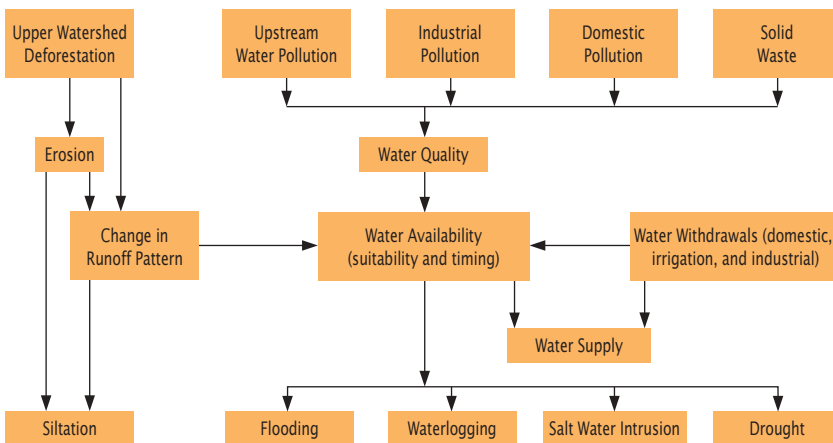 Upper Watershed
Deforestation
Upstream
Water Pollution
Industrial
Pollution
Domestic
Pollution
Solid
Waste
Erosion
Water Quality
Change in
Runoff Pattern
Water Availability
(suitability and timing)
Water Withdrawals (domestic,
irrigation, and industrial)
Water Supply
Siltation
Flooding
Waterlogging
Salt Water Intrusion
Drought